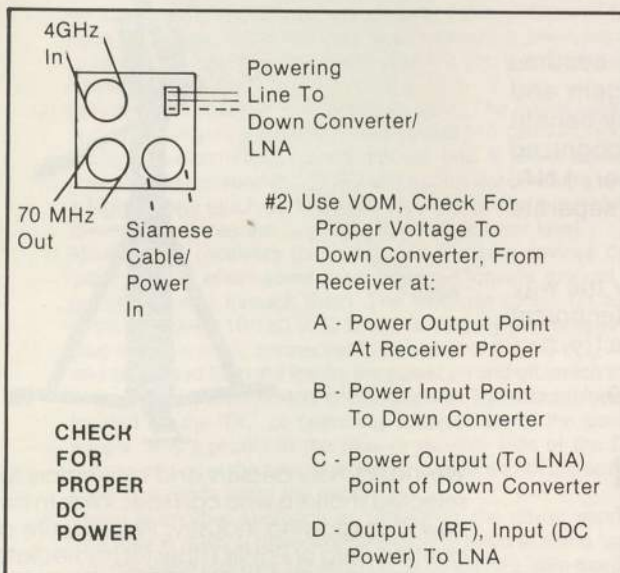 4GHz
In
Powering
Line To
Down Converter/
LNA
70 MHz
Out
Siamese
Cable/
Power
In
#2) Use VOM, Check For
Proper Voltage To
Down Converter, From
Receiver at:
A - Power Output Point
At Receiver Proper
B - Power Input Point
To Down Converter
C - Power Output (To LNA)
Point of Down Converter
D - Output (RF), Input (DC
Power) To LNA
CHECK
FOR
PROPER
DC
POWER